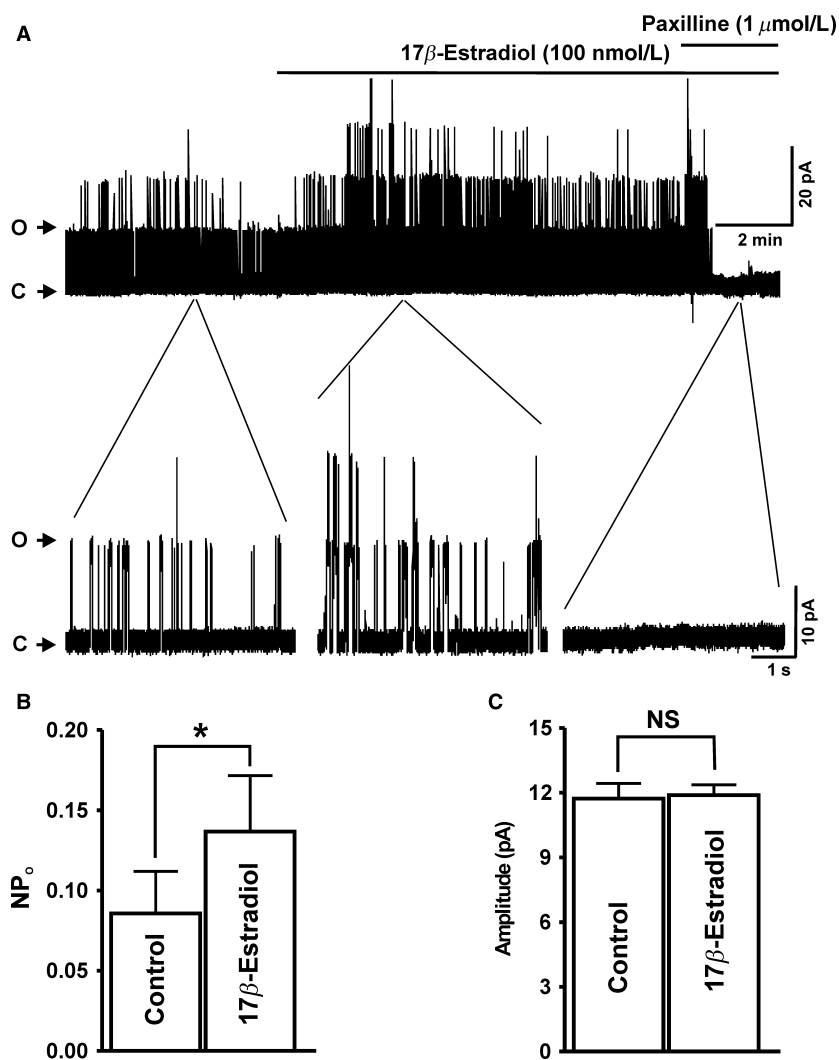 A
Paxilline (1 μmol/L)
17β-Estradiol (100 nmol/L)
20 pA
2 min
O
C
O
C
10 pA
1 s
B
0.20
0.15
0.10
0.05
0.00
NPo
*
Control
17β-Estradiol
C
15
12
9
6
3
0
Amplitude (pA)
NS
Control
17β-Estradiol